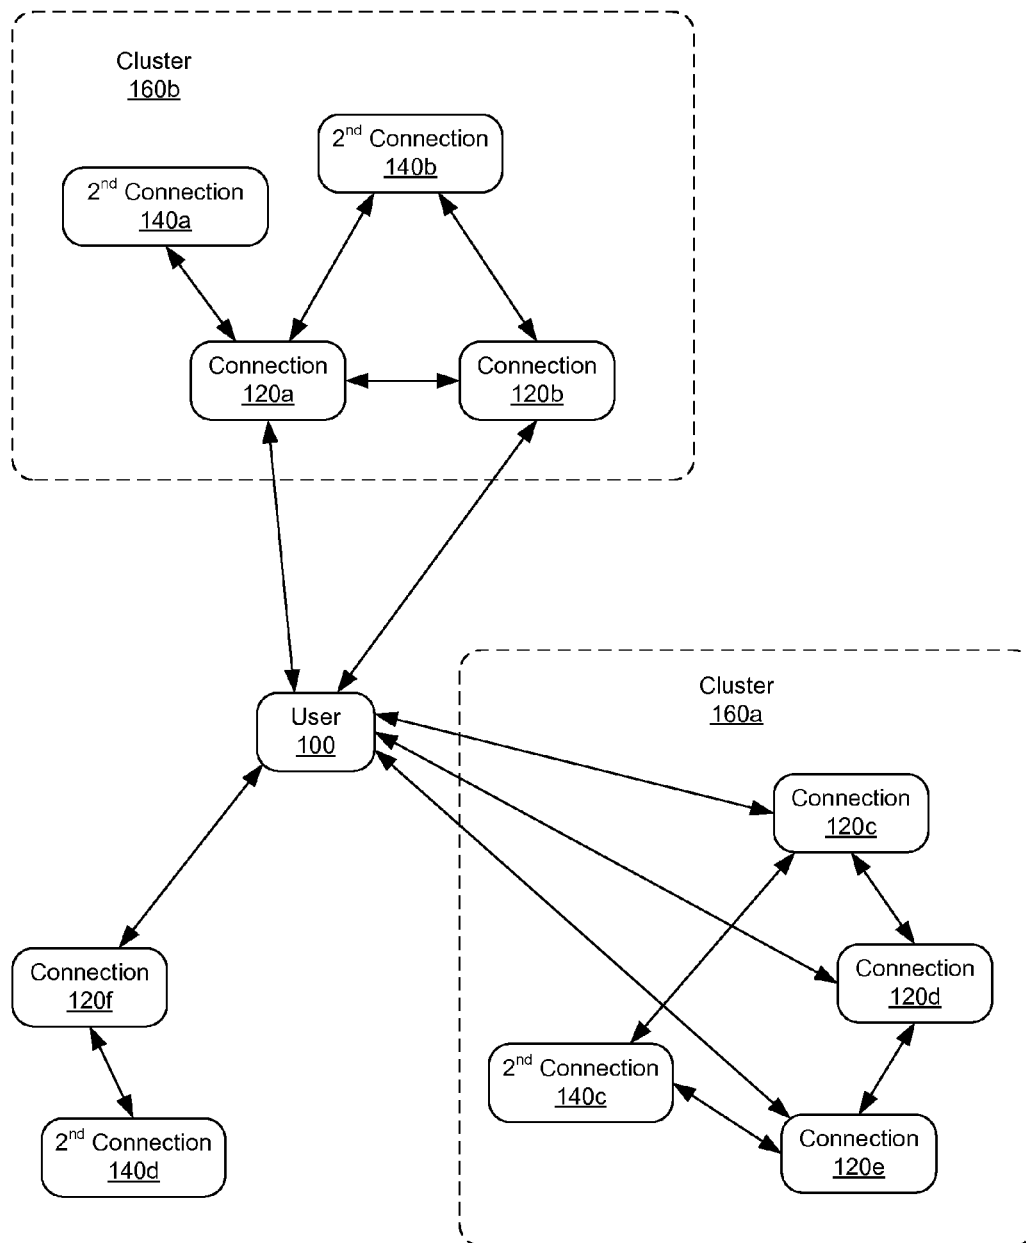 Cluster
160b
2nd Connection
140b
2nd Connection
140a
Connection
120a
Connection
120b
User
100
Cluster
160a
Connection
120c
Connection
120f
Connection
120d
2nd Connection
140c
2nd Connection
140d
Connection
120e